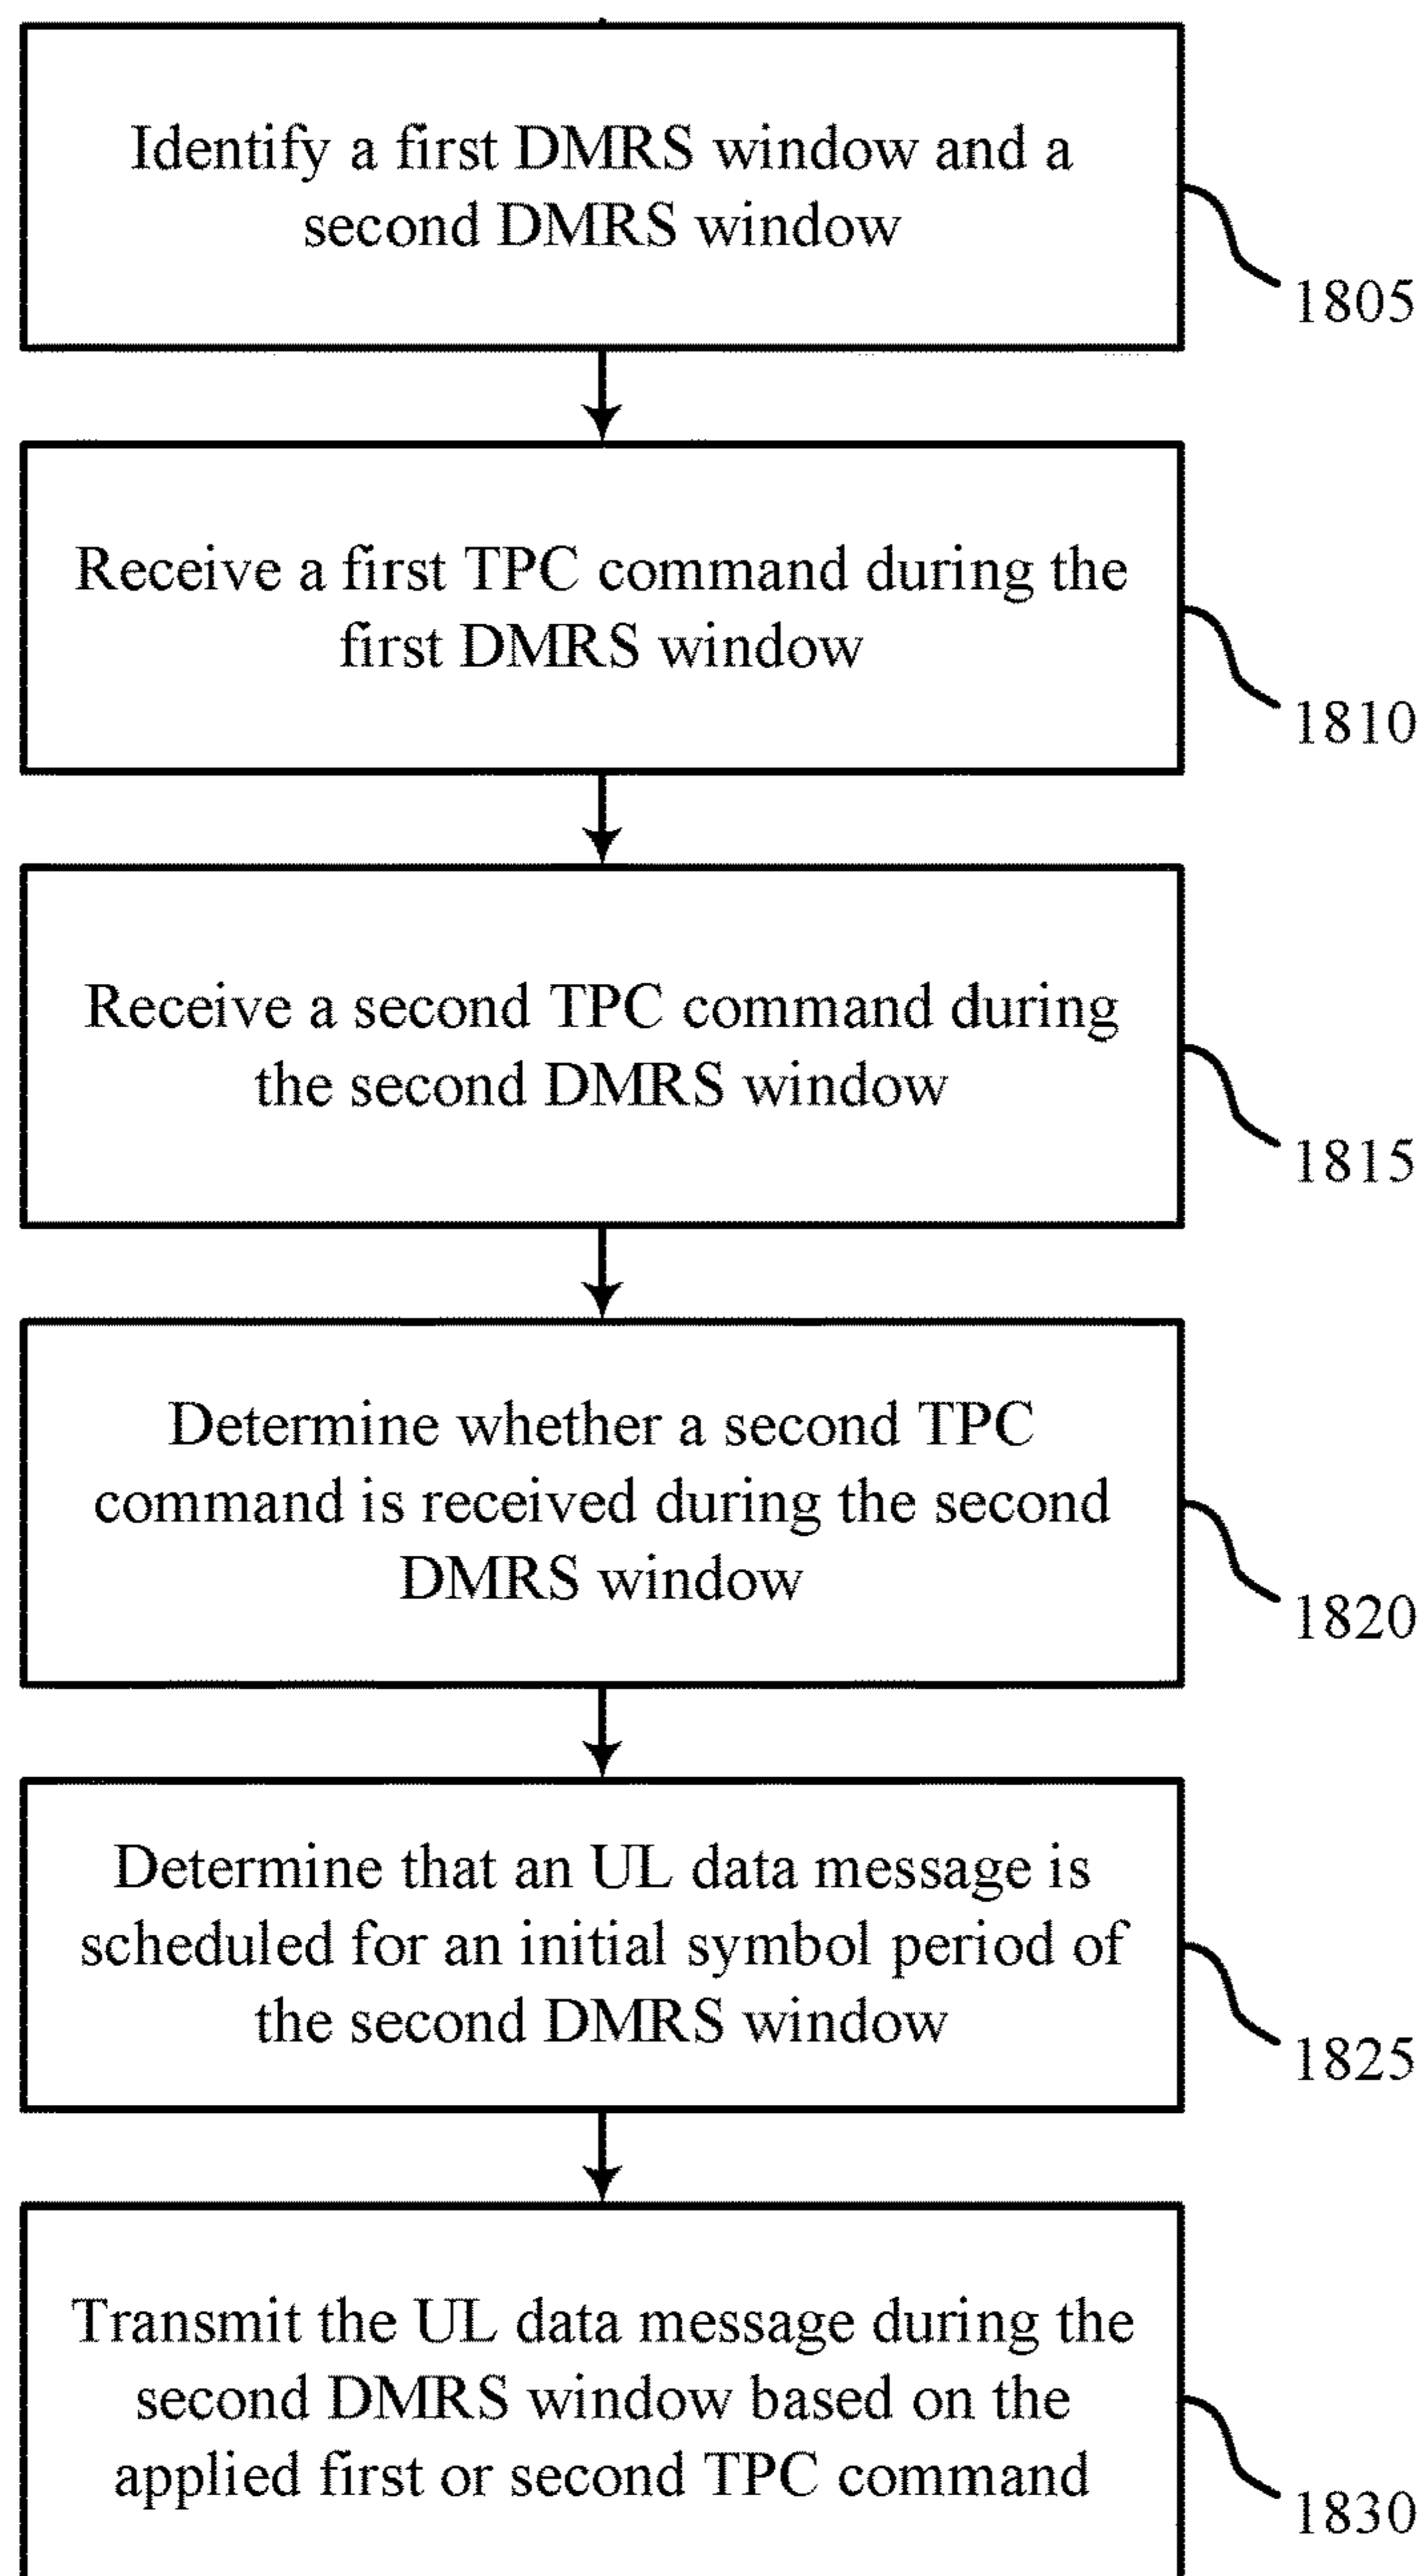 Identify a first DMRS window and a
second DMRS window
1805
Receive a first TPC command during the
first DMRS window
1810
Receive a second TPC command during
the second DMRS window
1815
Determine whether a second TPC
command is received during the second
DMRS window
1820
Determine that an UL data message is
scheduled for an initial symbol period of
the second DMRS window
1825
Transmit the UL data message during the
second DMRS window based on the
applied first or second TPC command
1830